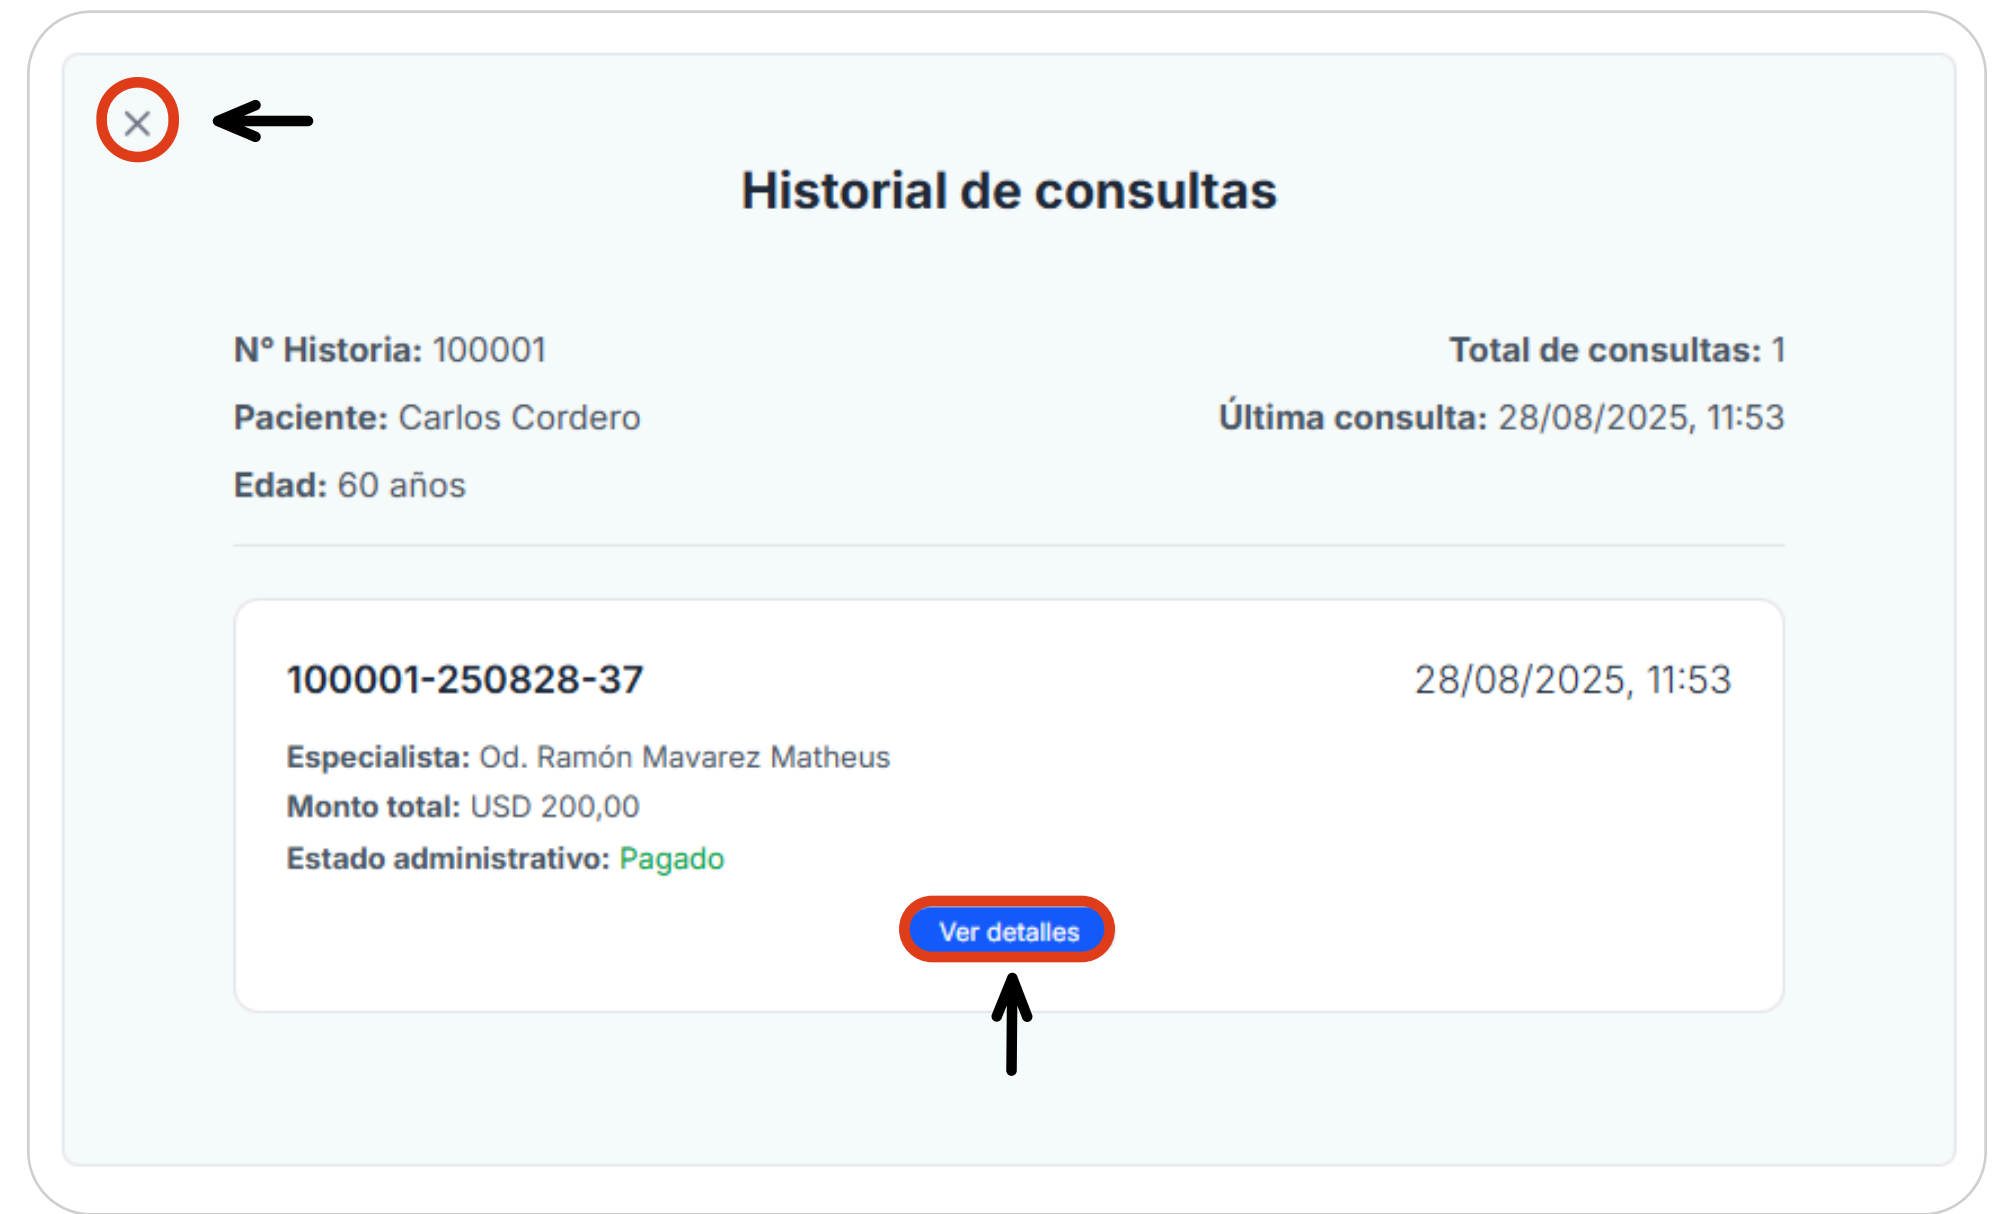 Historial de consultas
N° Historia: 100001
Total de consultas: 1
Paciente: Carlos Cordero
Última consulta: 28/08/2025, 11:53
Edad: 60 años
100001-250828-37
28/08/2025, 11:53
Especialista: Od. Ramón Mavarez Matheus
Monto total: USD 200,00
Estado administrativo: Pagado
Ver detalles